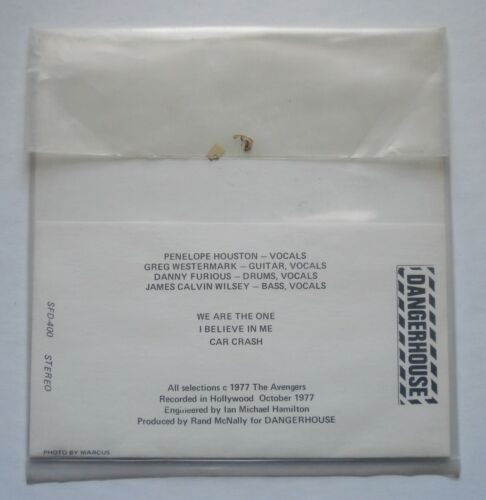 PENELOPE HOUSTON – VOCALS
GREG WESTERMARK – GUITAR, VOCALS
DANNY FURIOUS – DRUMS, VOCALS
JAMES CALVIN WILSEY – BASS, VOCALS
WE ARE THE ONE
I BELIEVE IN ME
CAR CRASH
All selections c 1977 The Avengers
Recorded in Hollywood October 1977
Engineered by Ian Michael Hamilton
Produced by Rand McNally for DANGERHOUSE
SFD-400 STEREO
DANGERHOUSE
PHOTO BY MARCUS